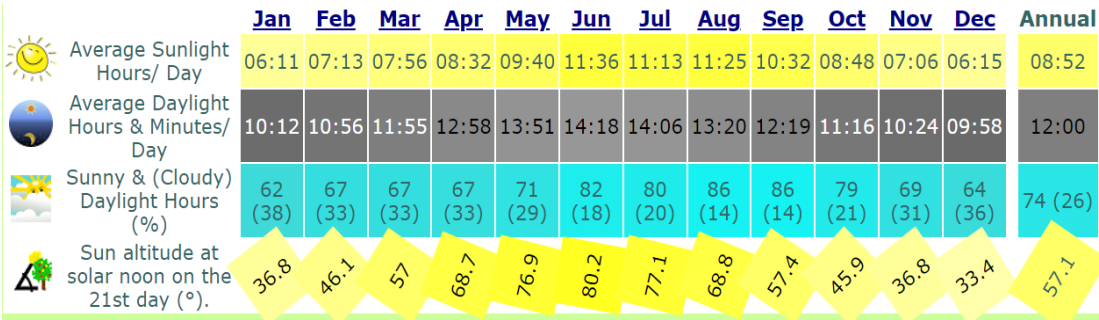 Jan Feb Mar Apr May Jun Jul Aug Sep Oct Nov Dec Annual
Average Sunlight
Hours/ Day
06:11 07:13 07:56 08:32 09:40 11:36 11:13 11:25 10:32 08:48 07:06 06:15 08:52
Average Daylight
Hours & Minutes/
Day
10:12 10:56 11:55 12:58 13:51 14:18 14:06 13:20 12:19 11:16 10:24 09:58 12:00
Sunny & (Cloudy)
Daylight Hours
(%)
62 67 67 67 71 82 80 86 86 79 69 64 74 (26)
(38) (33) (33) (33) (29) (18) (20) (14) (14) (21) (31) (36)
Sun altitude at
solar noon on the
21st day (°).
36.8 46.1 57 68.7 76.9 80.2 77.1 68.8 57.4 45.9 36.8 33.4 57.1